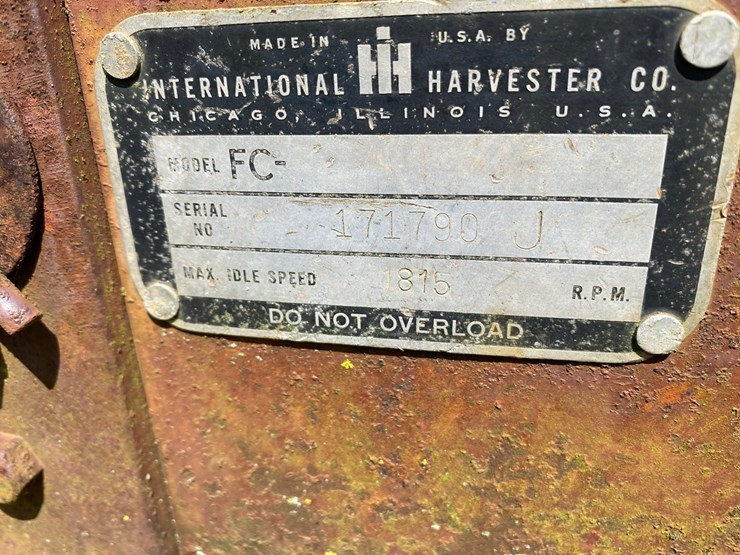 MADE IN U.S.A. BY
INTERNATIONAL IH HARVESTER CO.
CHICAGO, ILLINOIS U.S.A.
MODEL FC-
SERIAL NO 171790 J
MAX. IDLE SPEED 1815 R.P.M.
DO NOT OVERLOAD